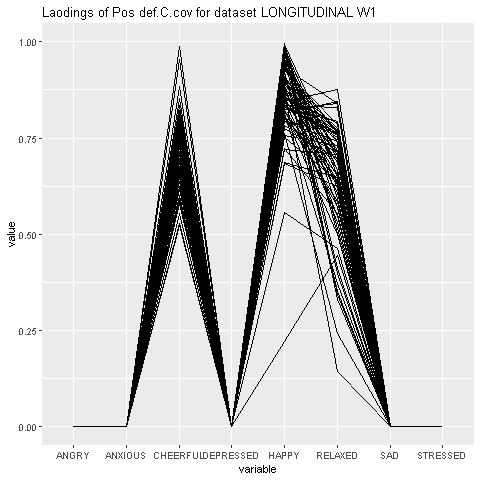 Laodings of Pos def.C.cov for dataset LONGITUDINAL W1
1.00
0.75
value
0.50
0.25
0.00
ANGRY ANXIOUS CHEERFULDEPRESSED HAPPY RELAXED SAD STRESSED
variable